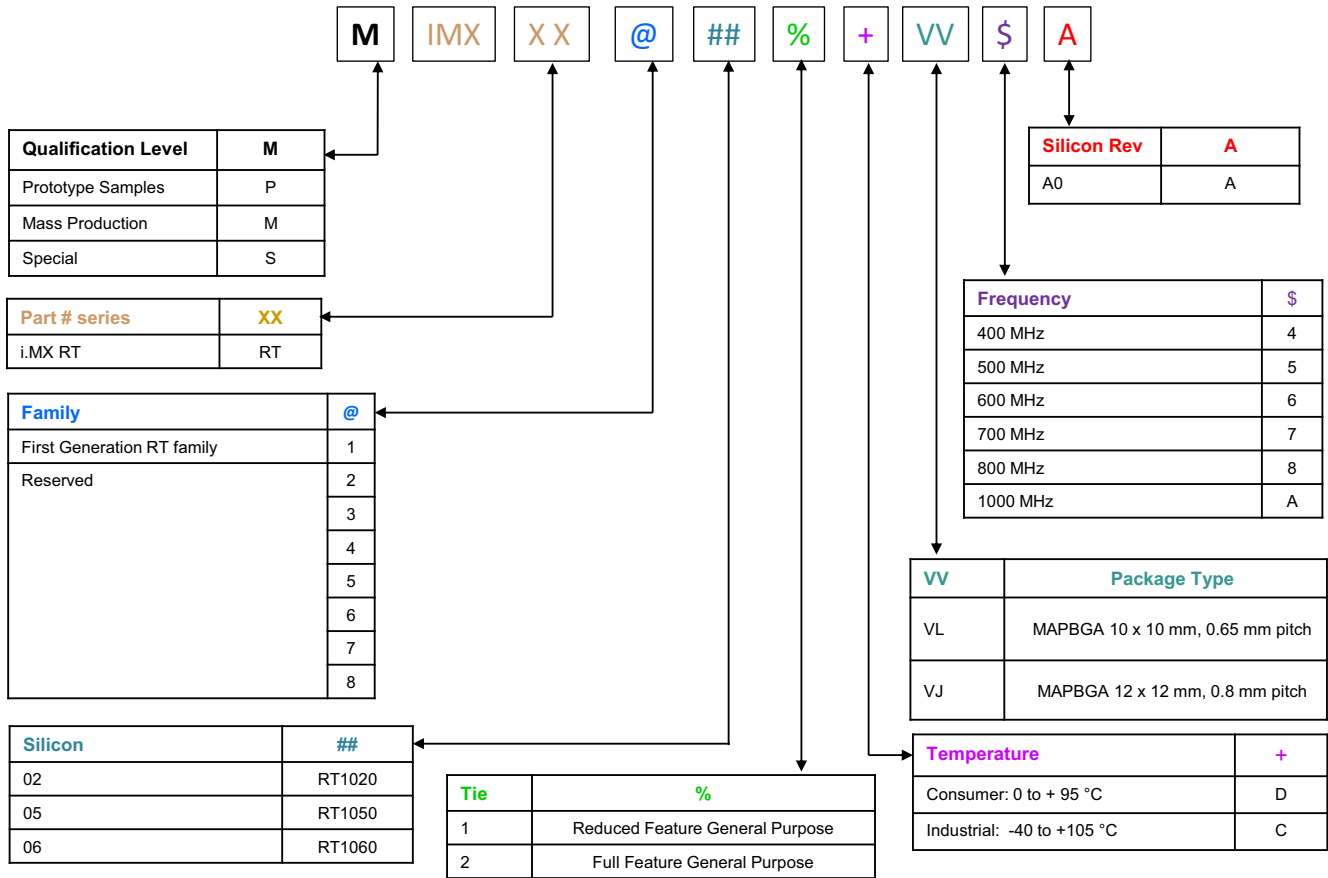 M IMX X X @ ## % + VV $ A
Qualification Level M
Prototype Samples P
Mass Production M
Special S
Silicon Rev A
A0 A
Part # series XX
i.MX RT RT
Frequency $
400 MHz 4
500 MHz 5
600 MHz 6
700 MHz 7
800 MHz 8
1000 MHz A
Family @
First Generation RT family 1
Reserved 2
3
4
5
6
7
8
VV Package Type
VL MAPBGA 10 x 10 mm, 0.65 mm pitch
VJ MAPBGA 12 x 12 mm, 0.8 mm pitch
Silicon ##
02 RT1020
05 RT1050
06 RT1060
Tie %
1 Reduced Feature General Purpose
2 Full Feature General Purpose
Temperature +
Consumer: 0 to + 95 °C D
Industrial: -40 to +105 °C C